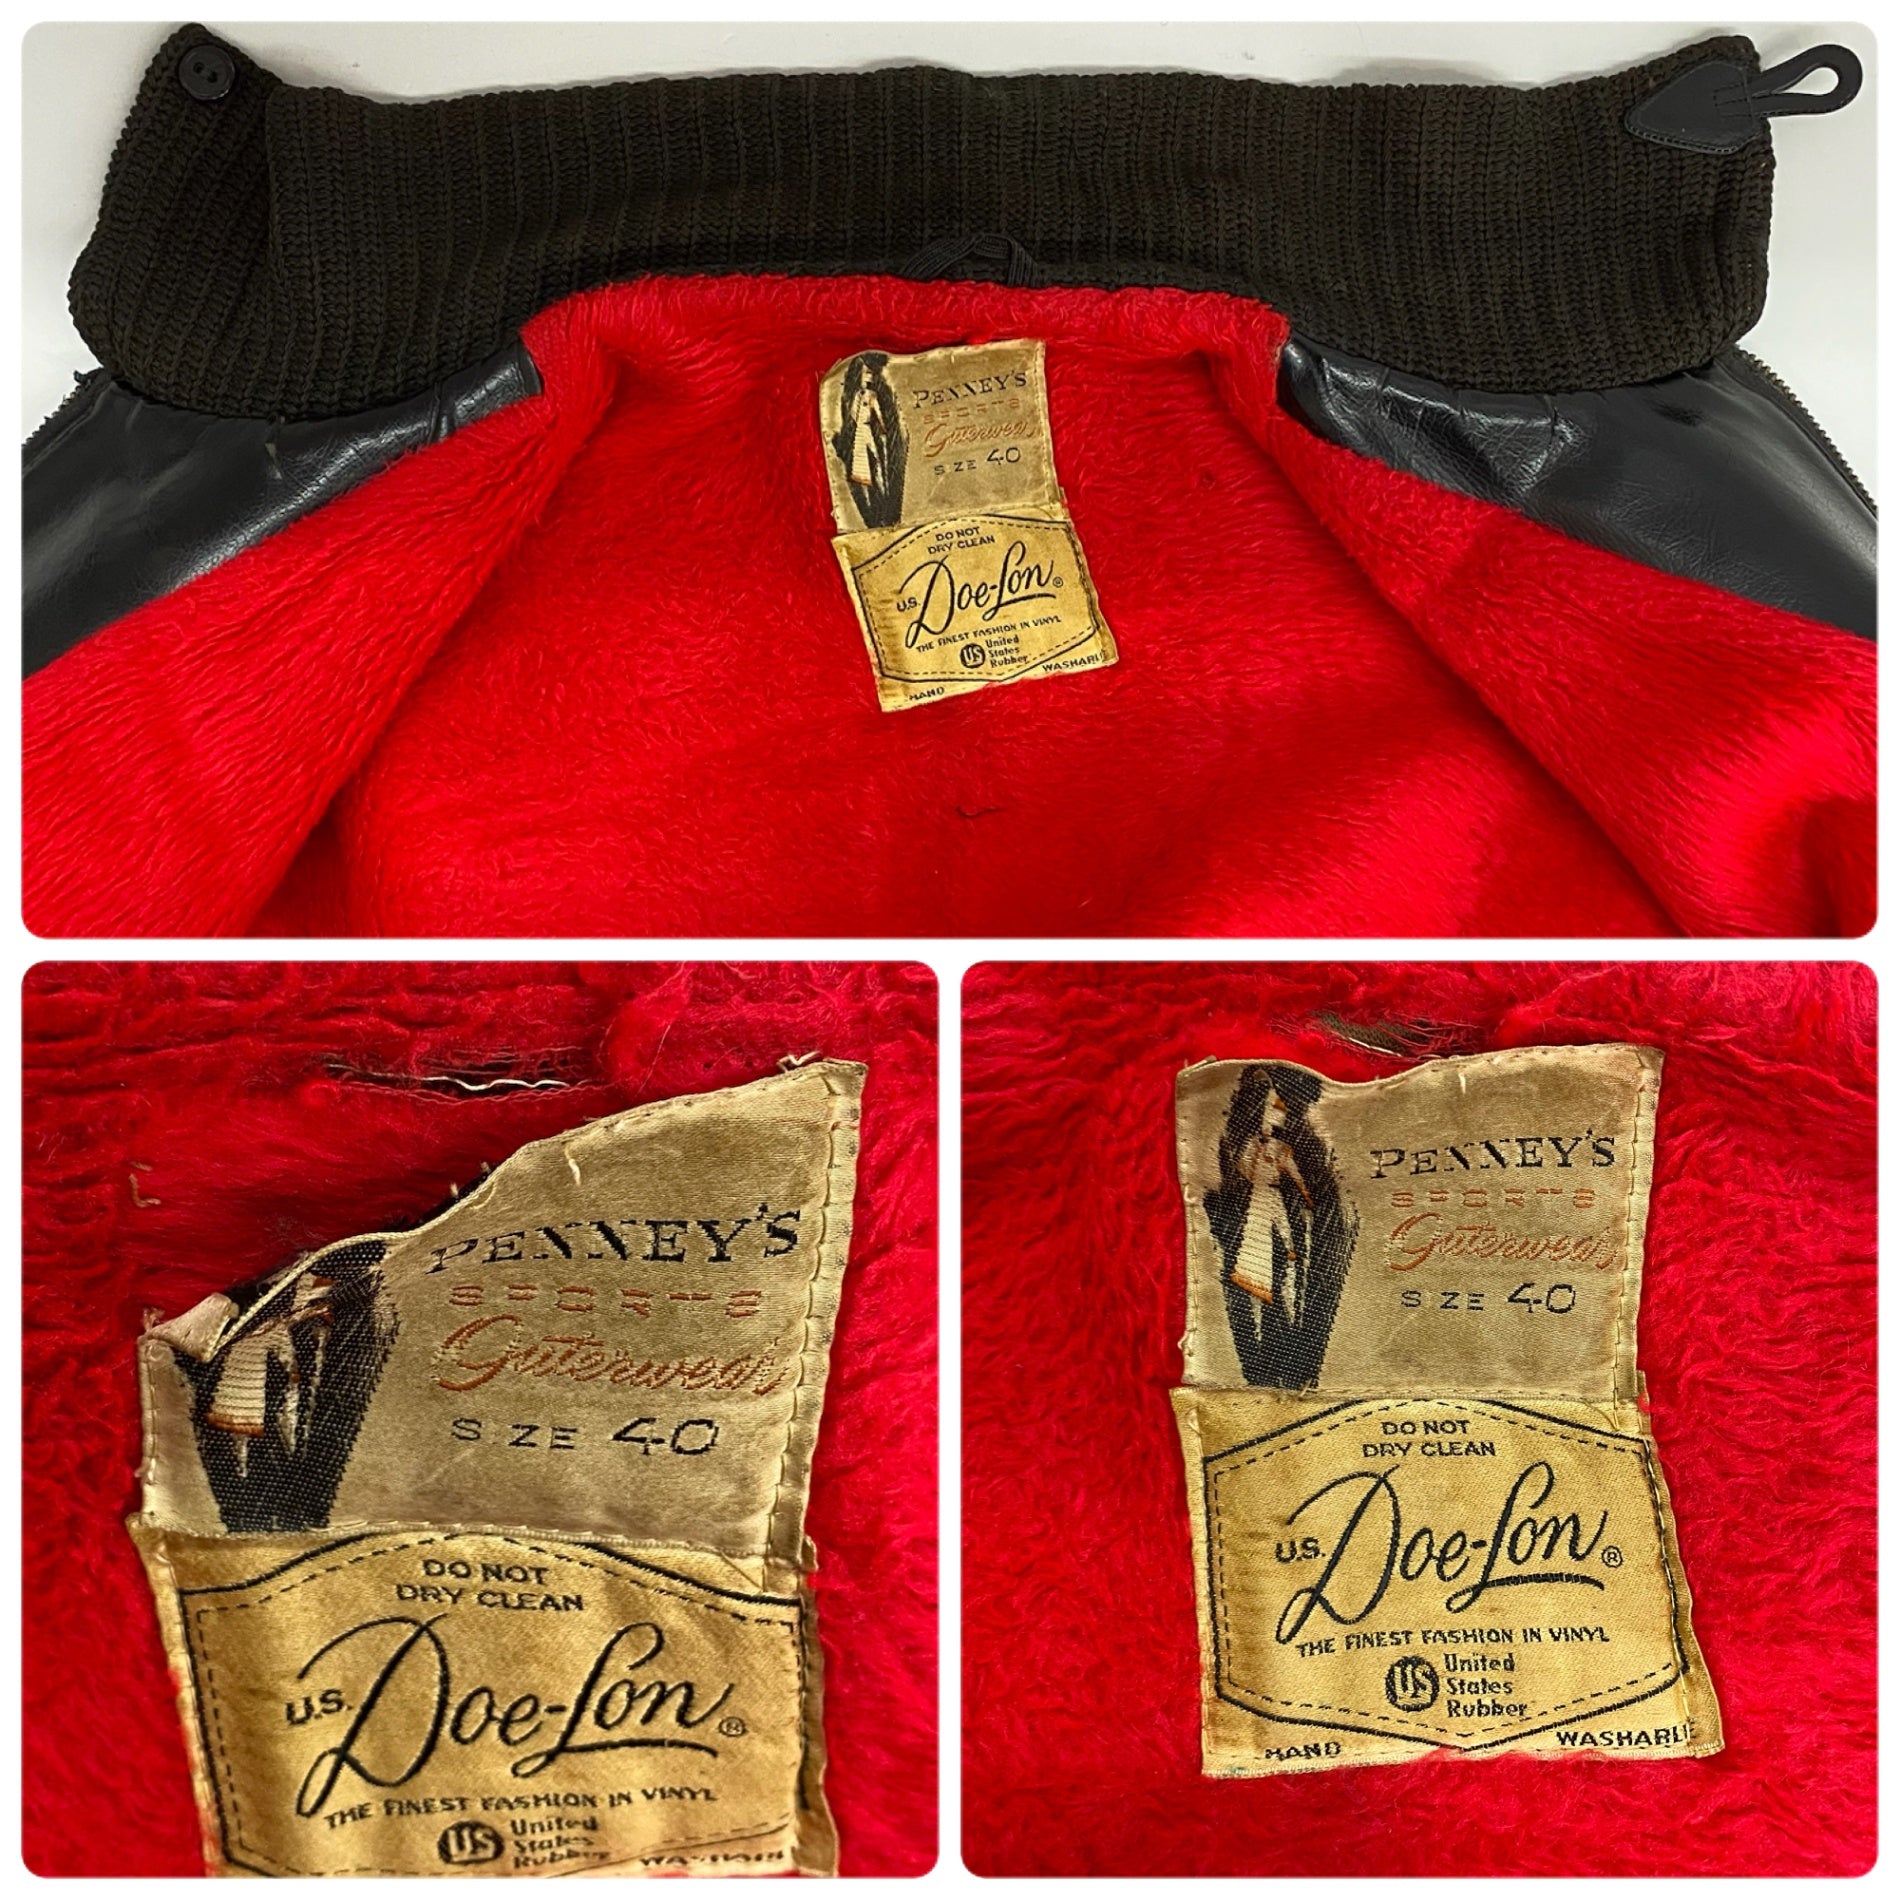 PENNEY'S
SPORTS
Outerwear
SIZE 40
DO NOT
DRY CLEAN
U.S. Doe-Lon®
THE FINEST FASHION IN VINYL
US United
States
Rubber
HAND WASHABLE
PENNEY'S
SPORTS
Outerwear
SIZE 40
DO NOT
DRY CLEAN
U.S. Doe-Lon®
THE FINEST FASHION IN VINYL
US United
States
Rubber
PENNEY'S
SPORTS
Outerwear
SIZE 40
DO NOT
DRY CLEAN
U.S. Doe-Lon®
THE FINEST FASHION IN VINYL
US United
States
Rubber
HAND WASHABLE